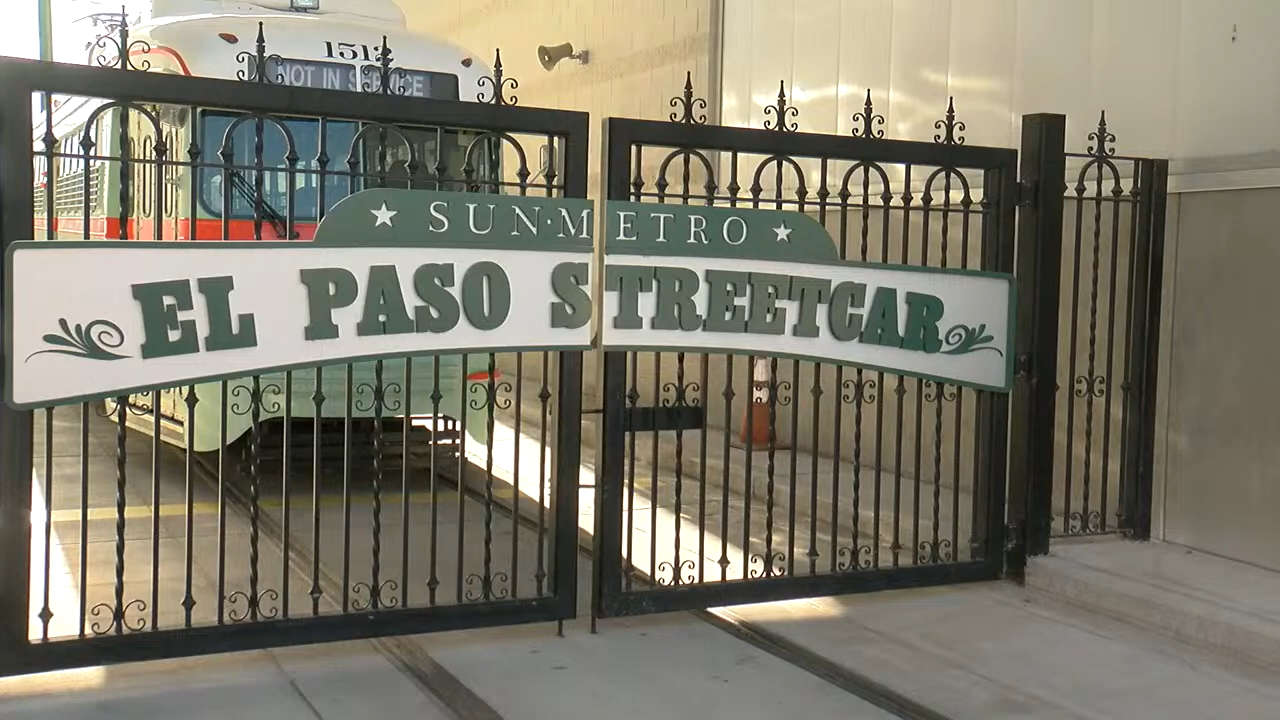 1512
NOT IN SERVICE
SUN·METRO
EL PASO STREETCAR